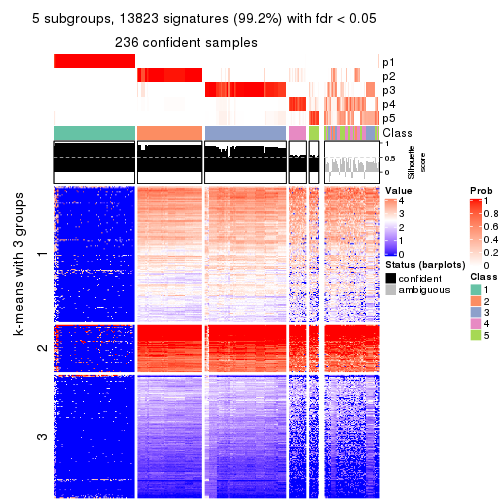 5 subgroups, 13823 signatures (99.2%) with fdr < 0.05
236 confident samples
p1
p2
p3
p4
p5
Class
1
0.5
0
Silhouette
score
k-means with 3 groups
1
2
3
Value
4
3
2
1
0
Status (barplots)
confident
ambiguous
Prob
1
0.8
0.6
0.4
0.2
0
Class
1
2
3
4
5